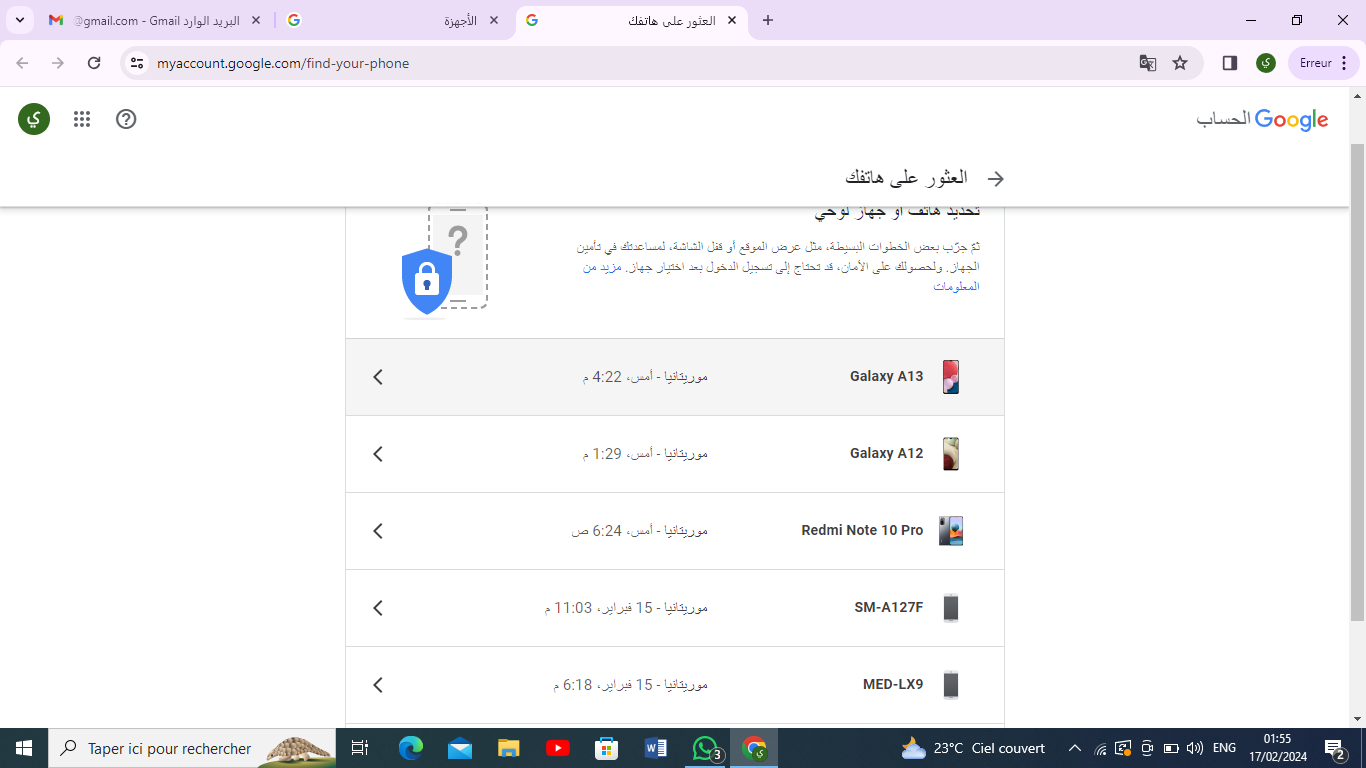 البريد الوارد - Gmail - @gmail.com
الأجهزة
العثور على هاتفك
myaccount.google.com/find-your-phone
ي
Erreur
ي
Google الحساب
العثور على هاتفك
تحديد هاتف أو جهاز لوحي
ثمّ جرّب بعض الخطوات البسيطة، مثل عرض الموقع أو قفل الشاشة، لمساعدتك في تأمين
الجهاز. ولحصولك على الأمان، قد تحتاج إلى تسجيل الدخول بعد اختيار جهاز. مزيد من
المعلومات
Galaxy A13
موريتانيا - أمس، 4:22 م
Galaxy A12
موريتانيا - أمس، 1:29 م
Redmi Note 10 Pro
موريتانيا - أمس، 6:24 ص
SM-A127F
موريتانيا - 15 فبراير، 11:03 م
MED-LX9
موريتانيا - 15 فبراير، 6:18 م
Taper ici pour rechercher
3
ي
23°C Ciel couvert
ENG
01:55
17/02/2024
2